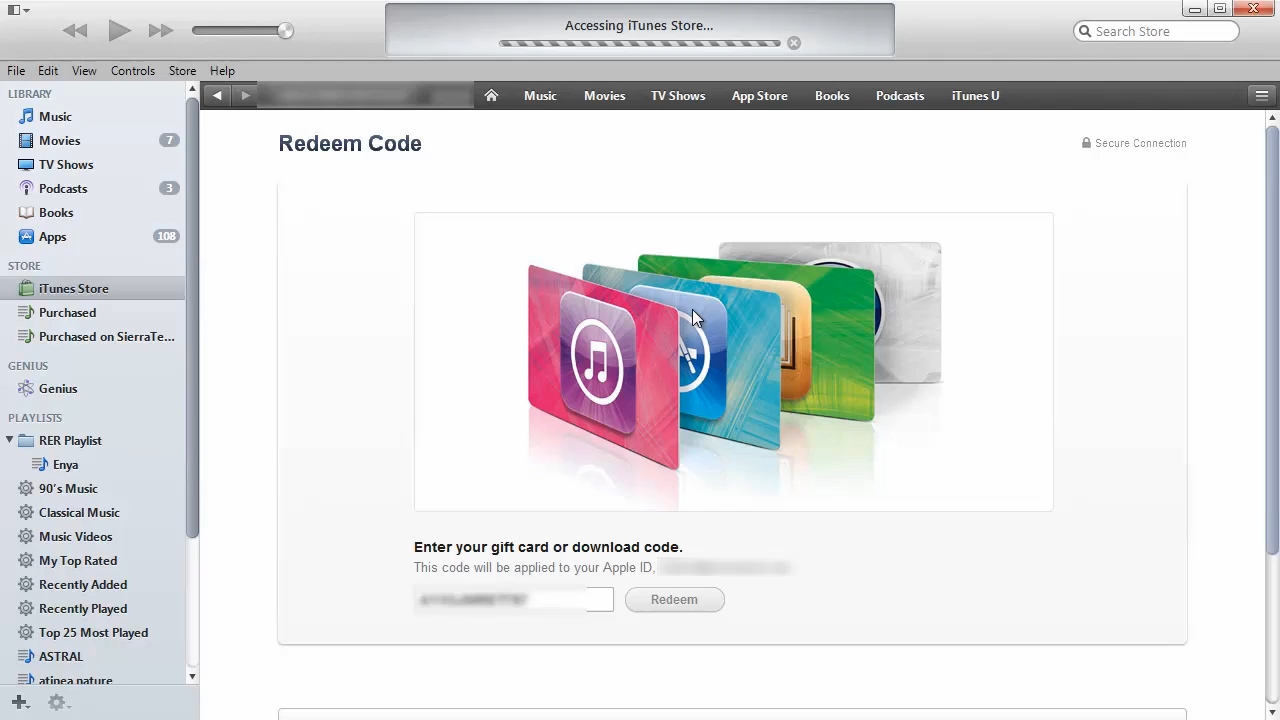 Accessing iTunes Store...
Search Store
File Edit View Controls Store Help
LIBRARY
Music
Movies 7
TV Shows
Podcasts 3
Books
Apps 108
STORE
iTunes Store
Purchased
Purchased on SierraTe...
GENIUS
Genius
PLAYLISTS
RER Playlist
Enya
90's Music
Classical Music
Music Videos
My Top Rated
Recently Added
Recently Played
Top 25 Most Played
ASTRAL
atinea nature
Music Movies TV Shows App Store Books Podcasts iTunes U
Redeem Code
Secure Connection
Enter your gift card or download code.
This code will be applied to your Apple ID,
Redeem